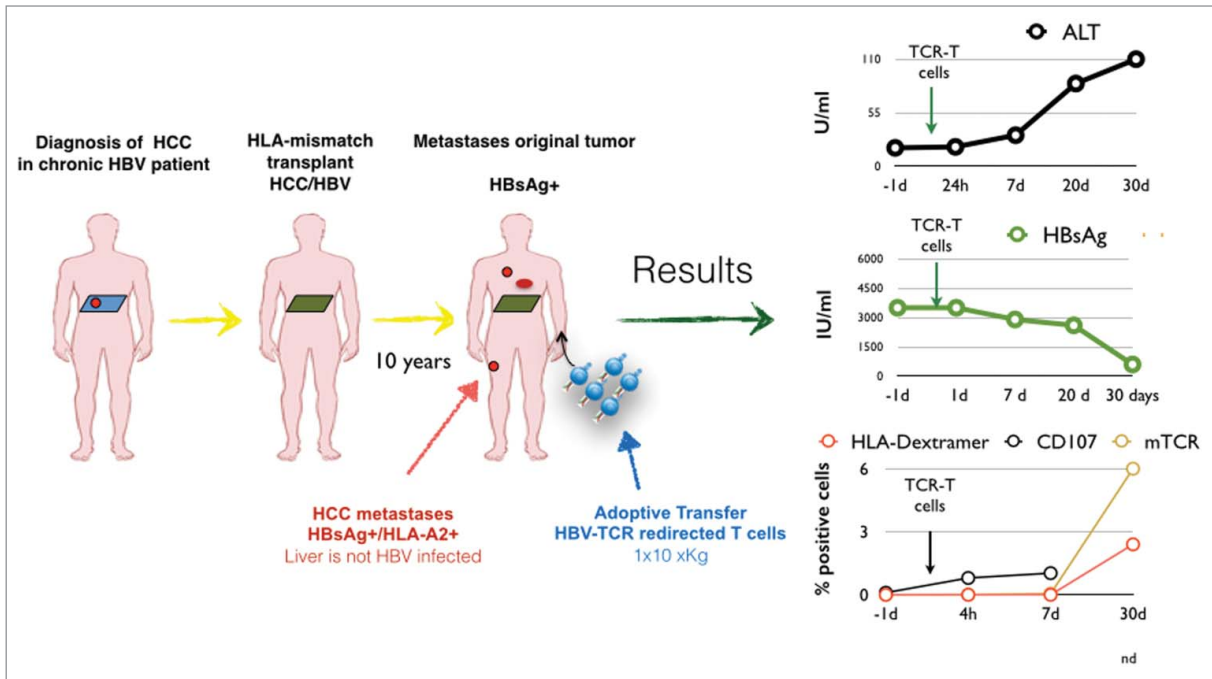 Diagnosis of HCC
in chronic HBV patient
HLA-mismatch
transplant
HCC/HBV
Metastases original tumor
HBsAg+
10 years
HCC metastases
HBsAg+/HLA-A2+
Liver is not HBV infected
Adoptive Transfer
HBV-TCR redirected T cells
1x10 xKg
Results
ALT
TCR-T
cells
U/ml
110
55
0
-1d 24h 7d 20d 30d
TCR-T
cells
HBsAg
IU/ml
6000
4500
3000
1500
0
-1d 1d 7 d 20 d 30 days
HLA-Dextramer CD107 mTCR
TCR-T
cells
% positive cells
6
3
0
-1d 4h 7d 30d
nd